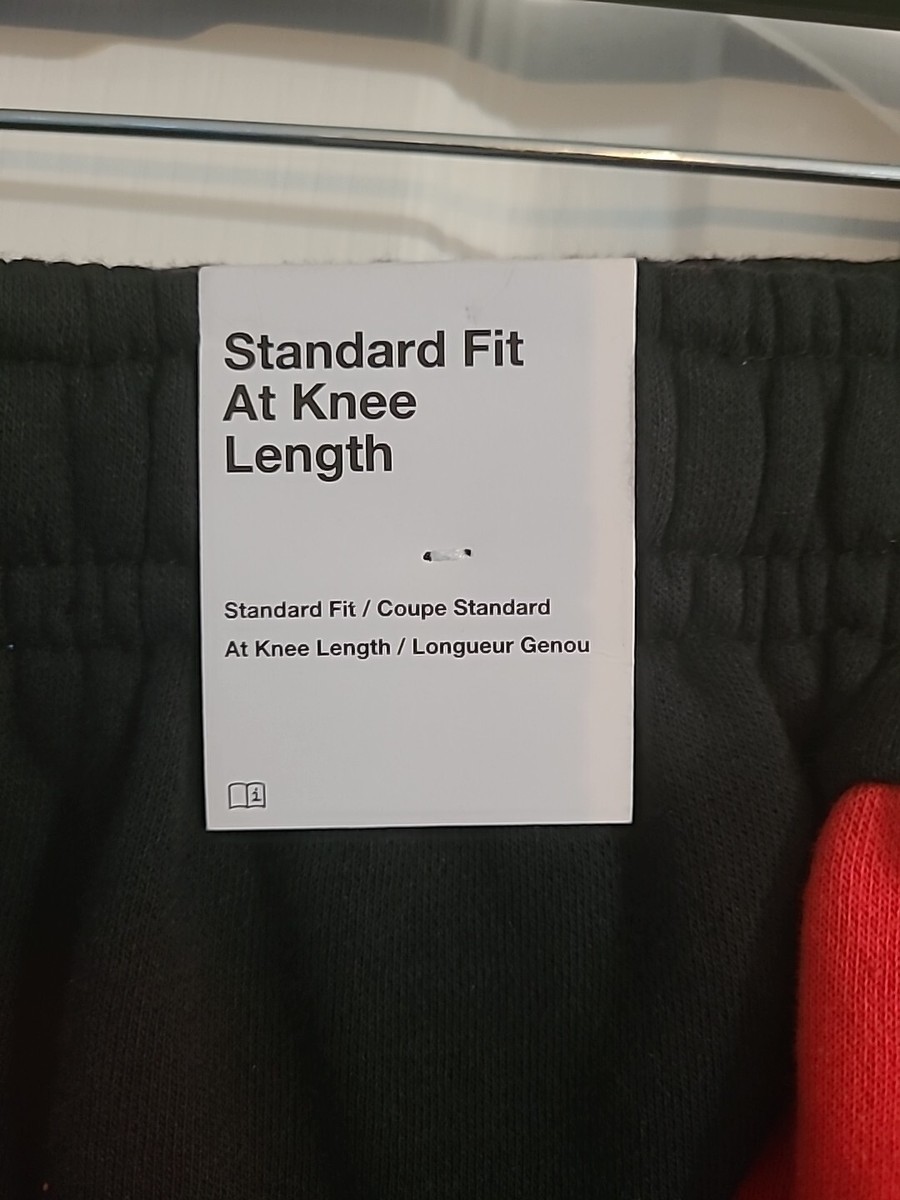 Standard Fit
At Knee
Length
Standard Fit / Coupe Standard
At Knee Length / Longueur Genou
i